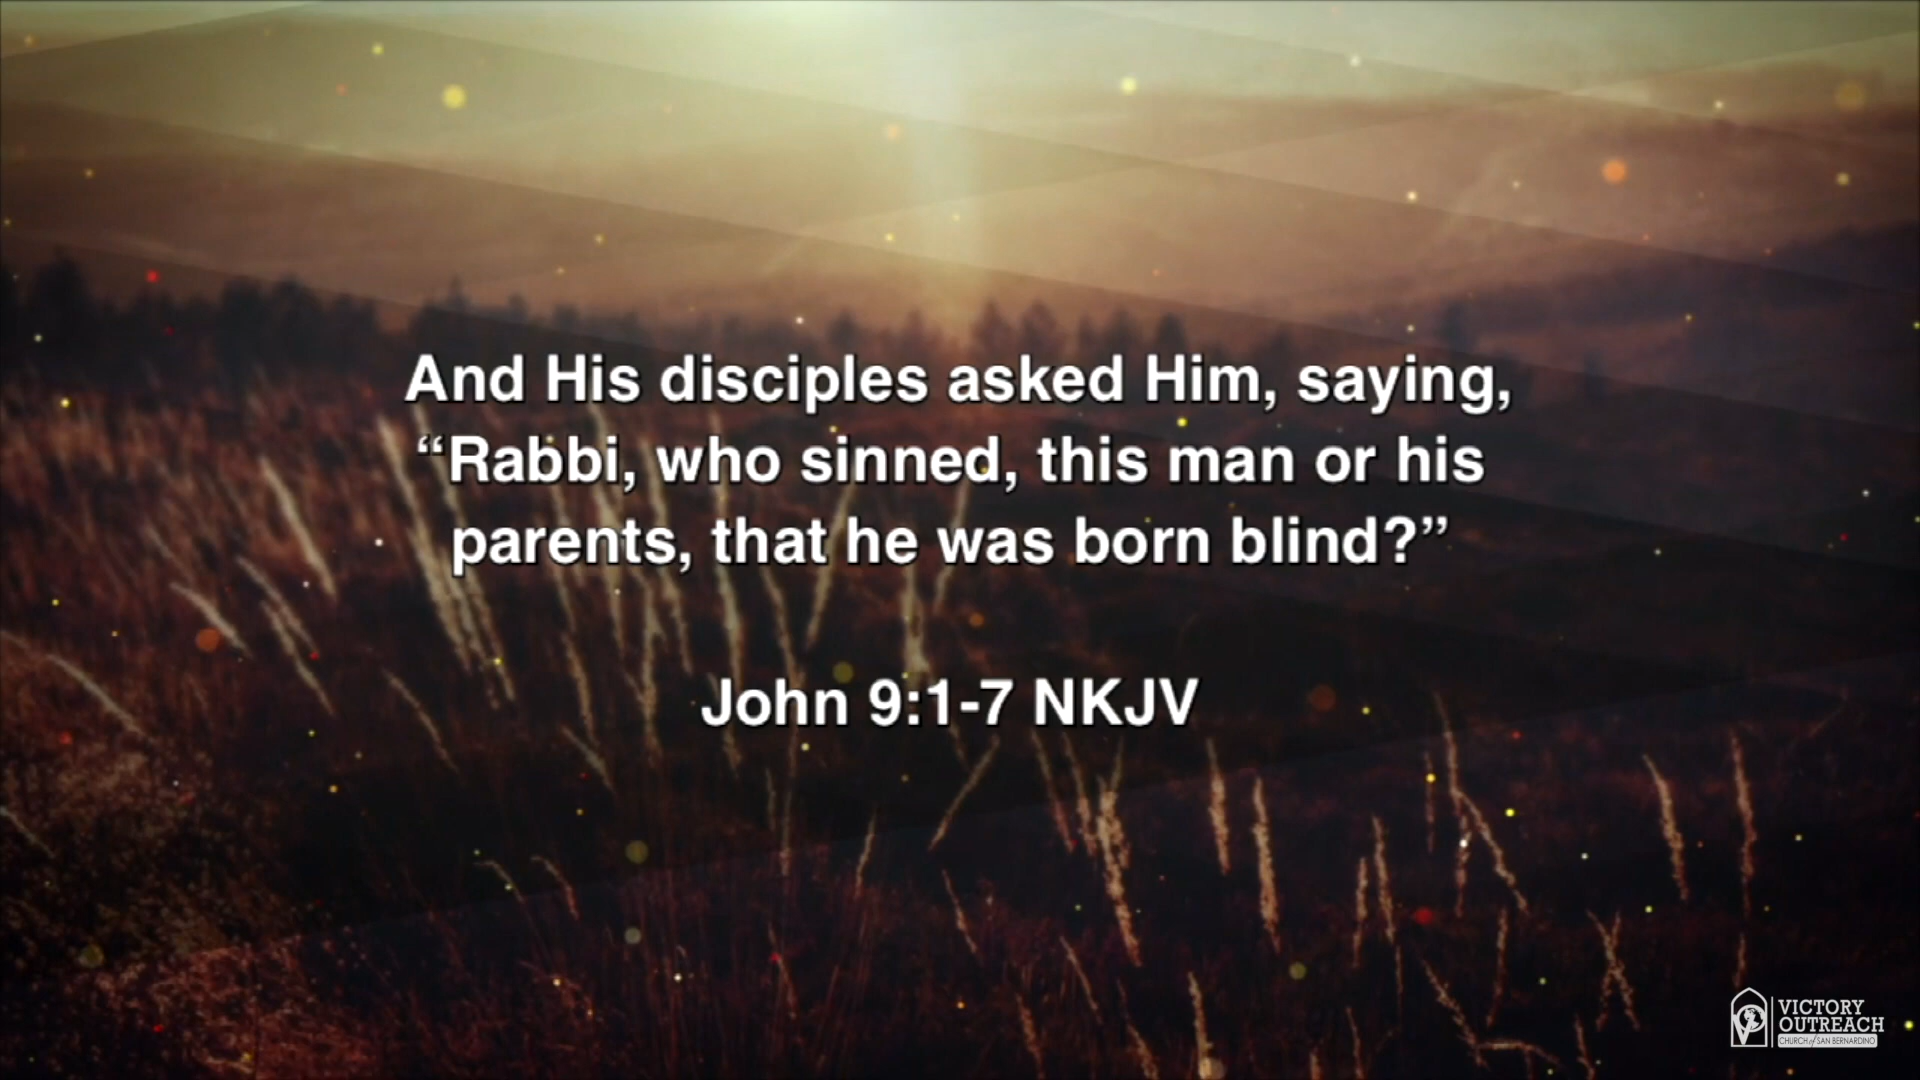 And His disciples asked Him, saying,
“Rabbi, who sinned, this man or his
parents, that he was born blind?”
John 9:1-7 NKJV
VICTORY
OUTREACH
CHURCH of SAN BERNARDINO